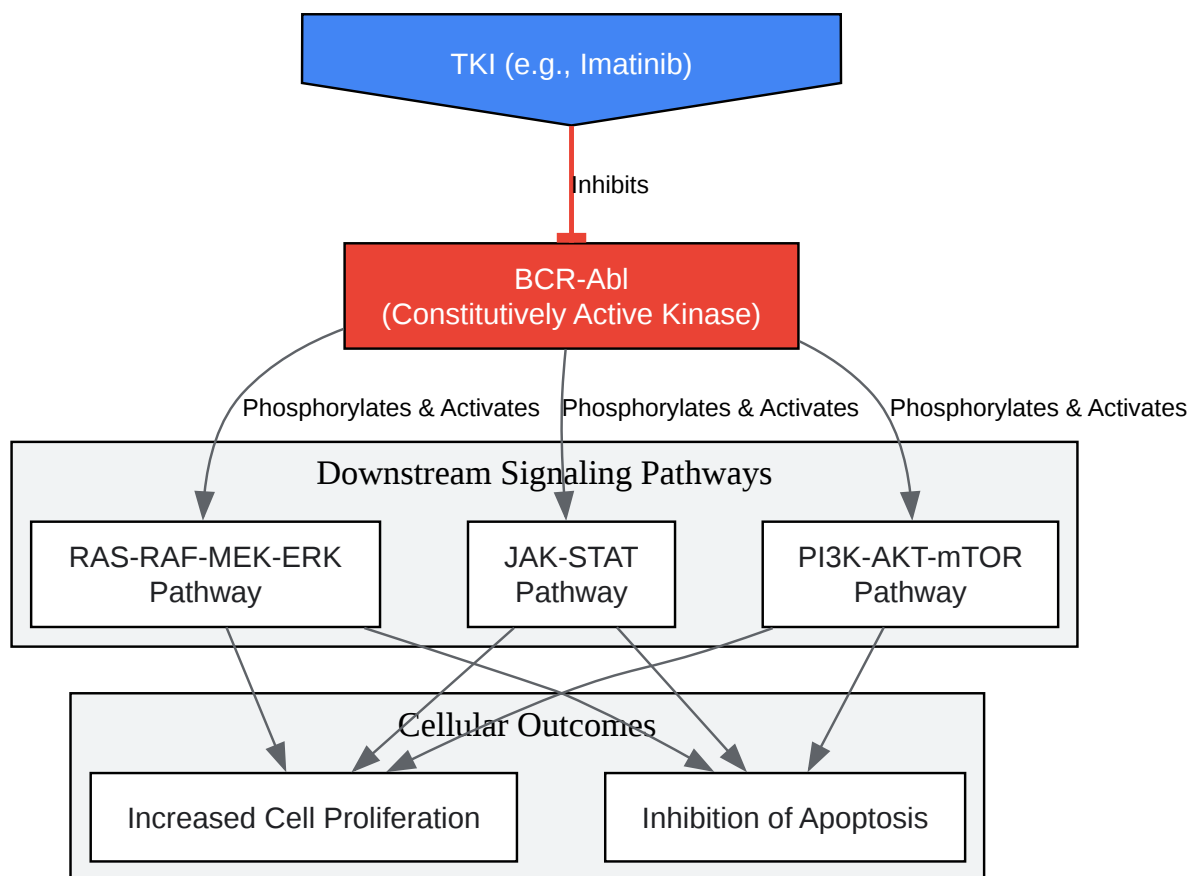 TKI (e.g., Imatinib)
Inhibits
BCR-Abl
(Constitutively Active Kinase)
Phosphorylates & Activates
Phosphorylates & Activates
Phosphorylates & Activates
Downstream Signaling Pathways
RAS-RAF-MEK-ERK
Pathway
JAK-STAT
Pathway
PI3K-AKT-mTOR
Pathway
Cellular Outcomes
Increased Cell Proliferation
Inhibition of Apoptosis